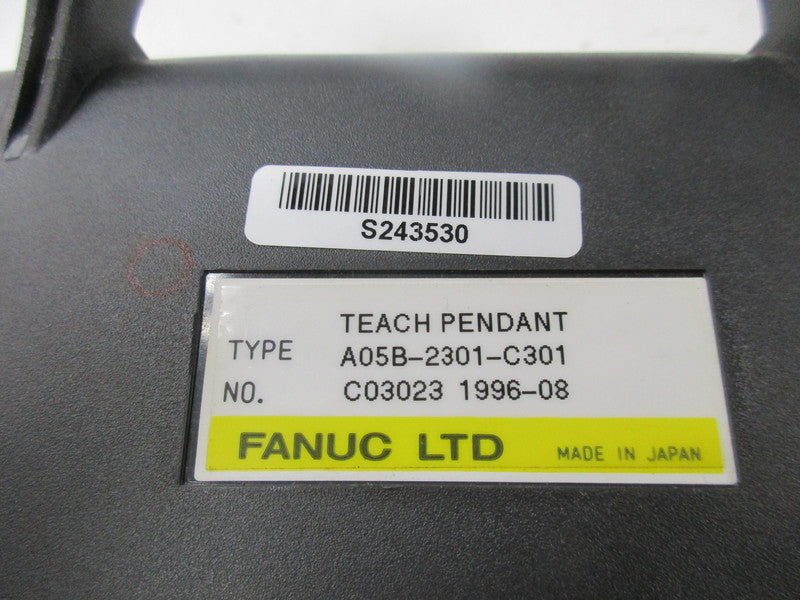 S243530
TEACH PENDANT
TYPE A05B-2301-C301
NO. C03023 1996-08
FANUC LTD MADE IN JAPAN